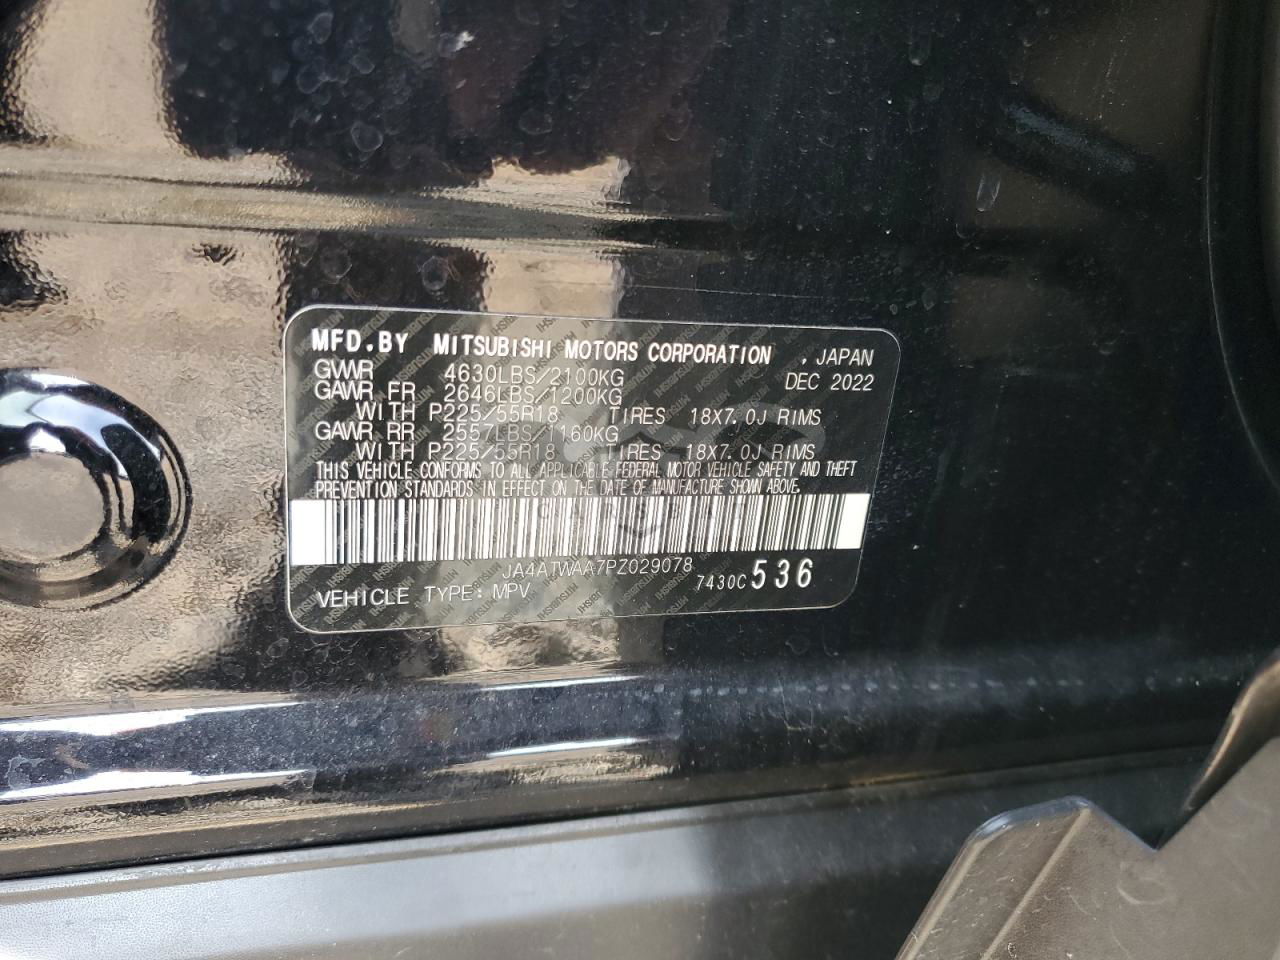 MFD.BY MITSUBISHI MOTORS CORPORATION , JAPAN
GVWR 4630LBS/2100KG DEC 2022
GAWR FR 2646LBS/1200KG
WITH P225/55R18 TIRES 18X7.0J RIMS
GAWR RR 2557LBS/1160KG
WITH P225/55R18 TIRES 18X7.0J RIMS
THIS VEHICLE CONFORMS TO ALL APPLICABLE FEDERAL MOTOR VEHICLE SAFETY AND THEFT
PREVENTION STANDARDS IN EFFECT ON THE DATE OF MANUFACTURE SHOWN ABOVE.
JA4ATWAA7PZ029078
7430C 536
VEHICLE TYPE: MPV